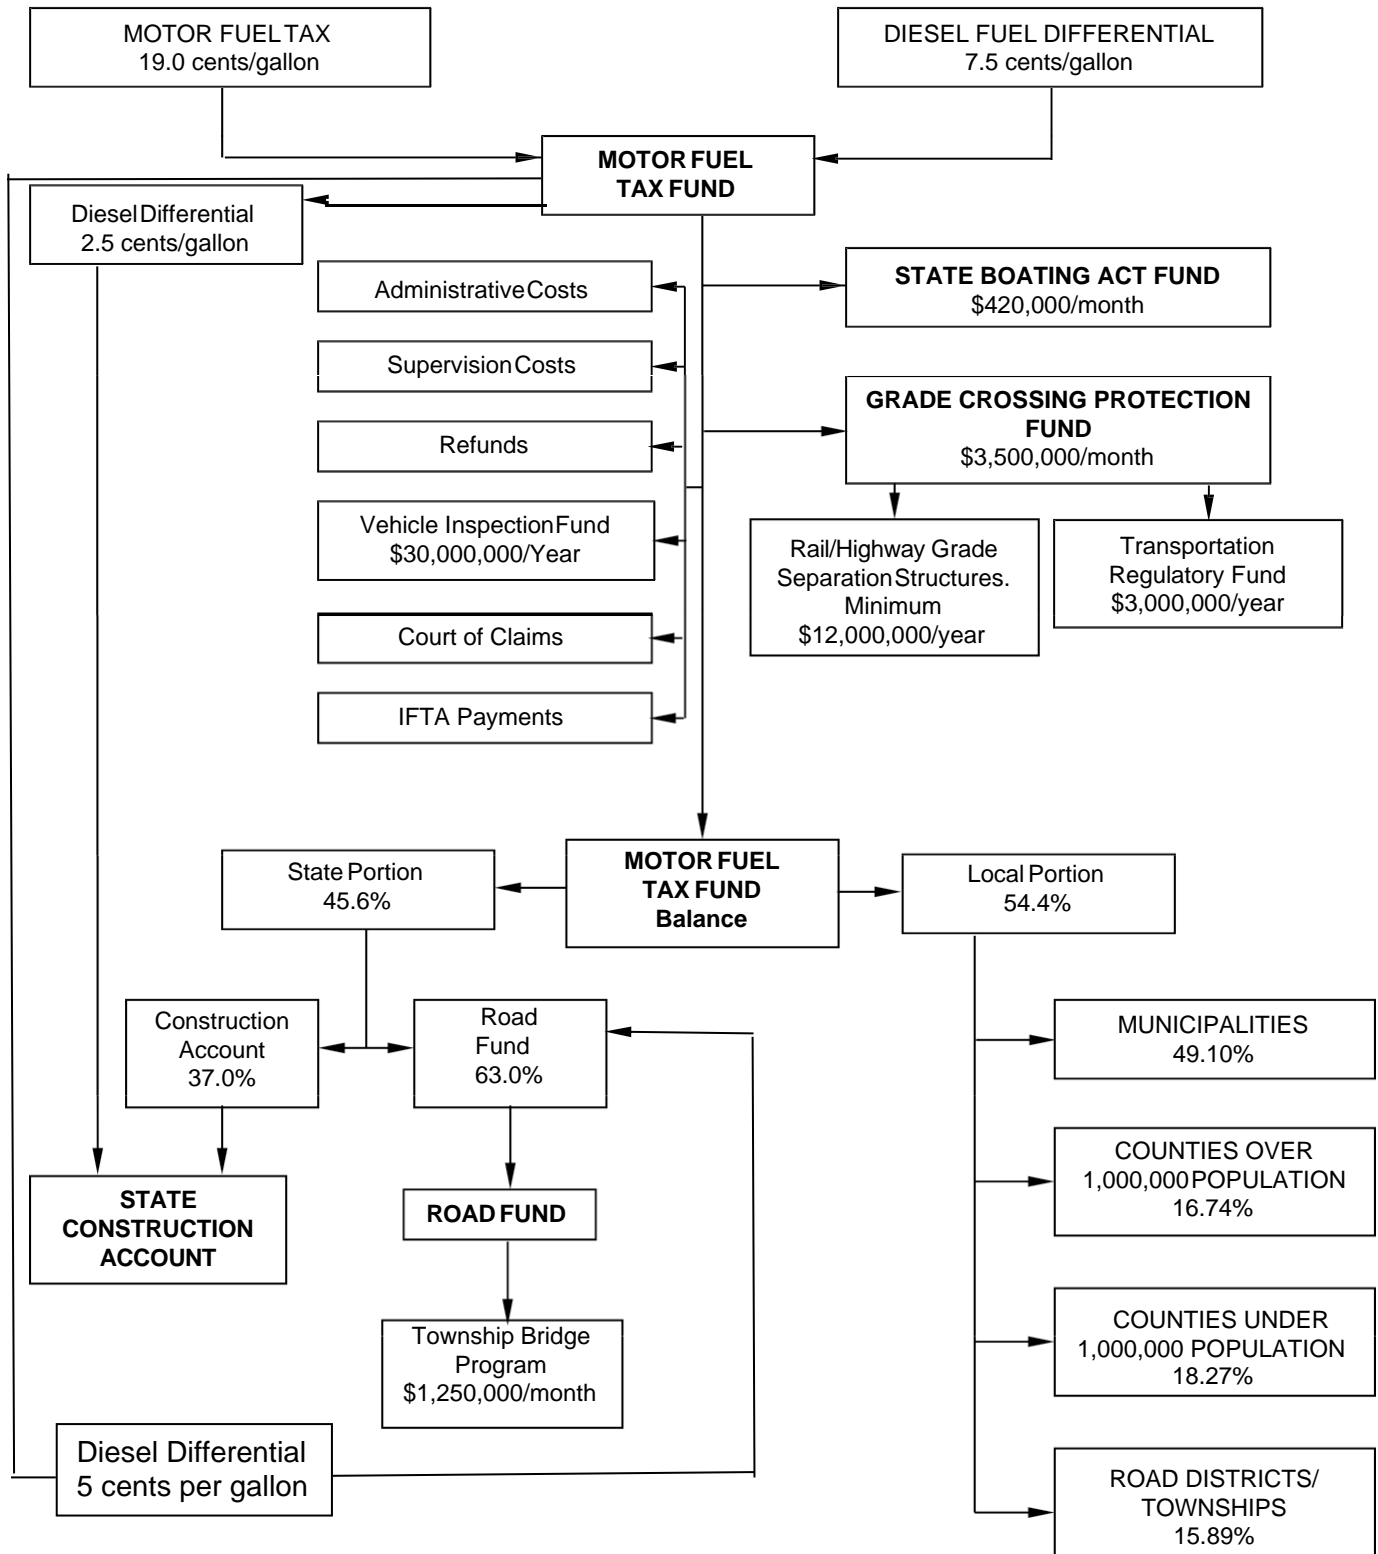 MOTOR FUEL TAX
19.0 cents/gallon
DIESEL FUEL DIFFERENTIAL
7.5 cents/gallon
MOTOR FUEL
TAX FUND
Diesel Differential
2.5 cents/gallon
Administrative Costs
STATE BOATING ACT FUND
$420,000/month
Supervision Costs
GRADE CROSSING PROTECTION
FUND
$3,500,000/month
Refunds
Vehicle Inspection Fund
$30,000,000/Year
Rail/Highway Grade
Separation Structures.
Minimum
$12,000,000/year
Transportation
Regulatory Fund
$3,000,000/year
Court of Claims
IFTA Payments
State Portion
45.6%
MOTOR FUEL
TAX FUND
Balance
Local Portion
54.4%
Construction
Account
37.0%
Road
Fund
63.0%
MUNICIPALITIES
49.10%
COUNTIES OVER
1,000,000 POPULATION
16.74%
STATE
CONSTRUCTION
ACCOUNT
ROAD FUND
COUNTIES UNDER
1,000,000 POPULATION
18.27%
Township Bridge
Program
$1,250,000/month
Diesel Differential
5 cents per gallon
ROAD DISTRICTS/
TOWNSHIPS
15.89%